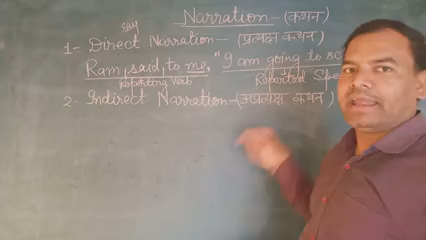 Narration - (कथन)
1 - Direct Narration - (प्रत्यक्ष कथन)
Ram, said, to me, "I am going to sc
Reporting verb Reported Spe
2 - Indirect Narration - (अप्रत्यक्ष कथन)